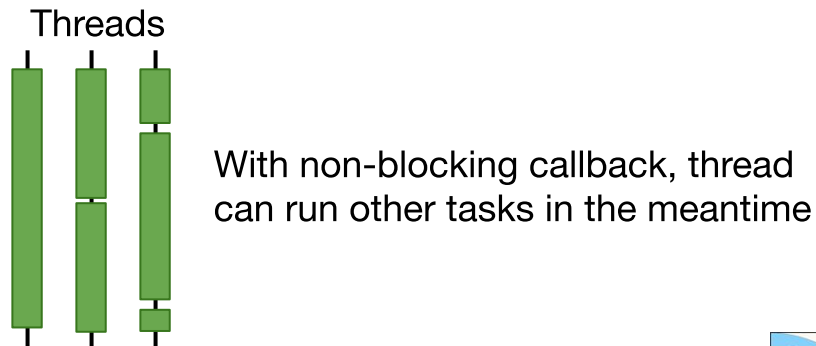 Threads
With non-blocking callback, thread
can run other tasks in the meantime